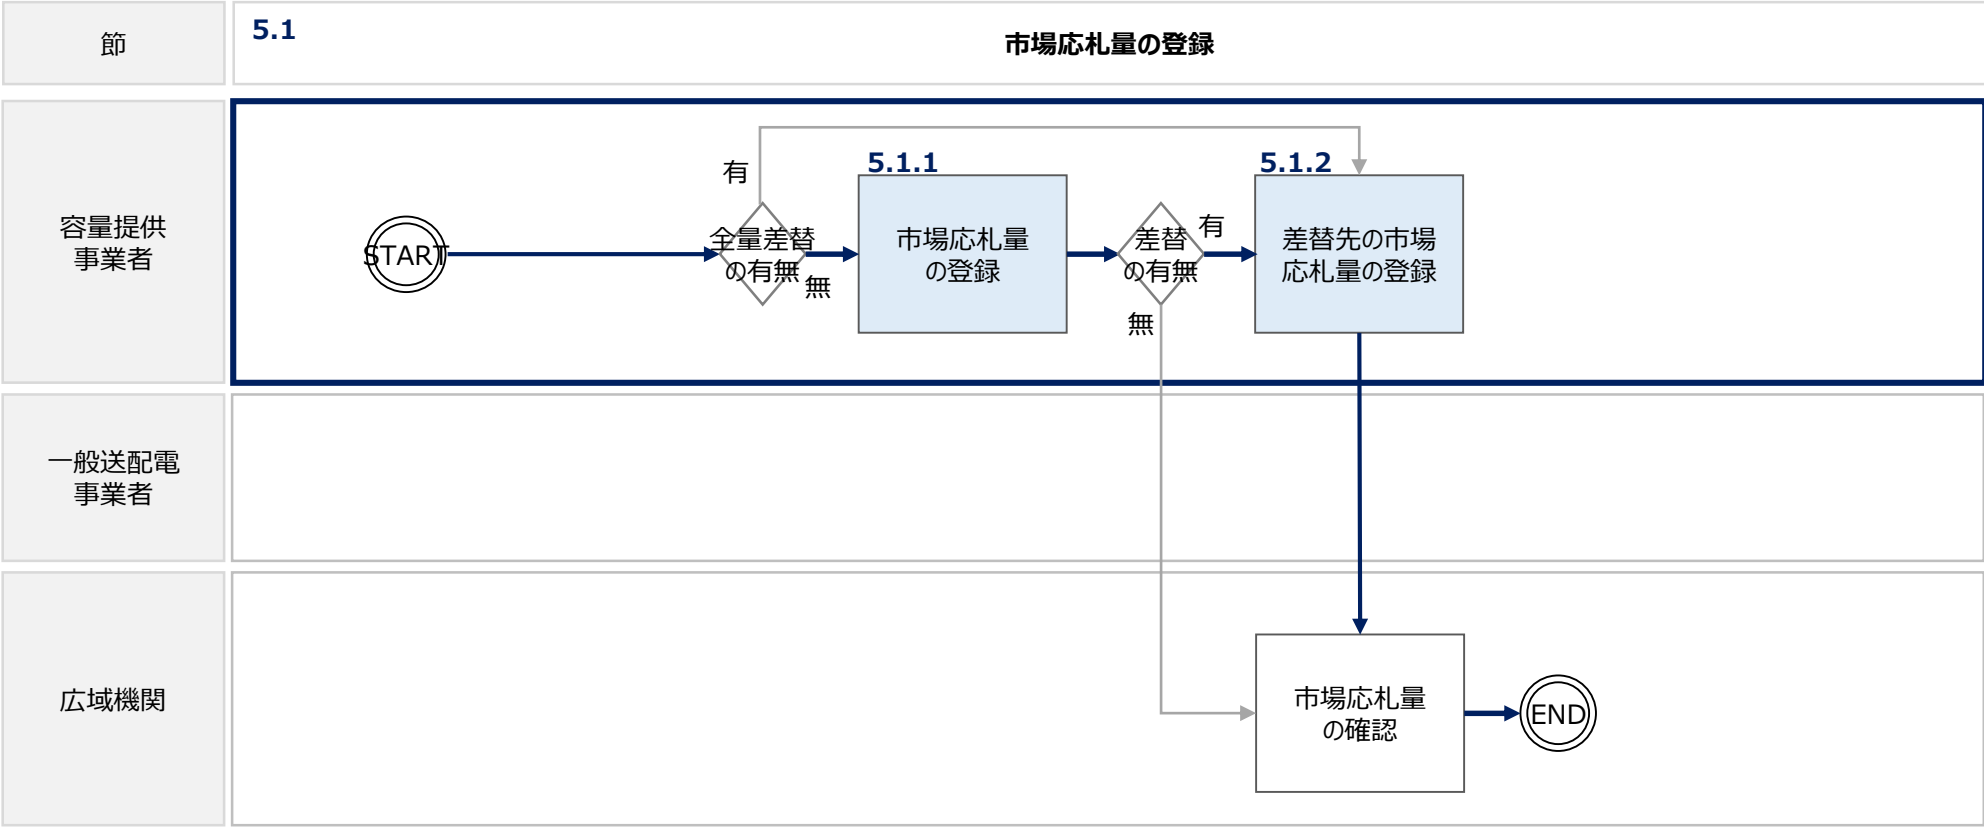 節
5.1
市場応札量の登録
容量提供
事業者
START
全量差替
の有無
有
無
5.1.1
市場応札量
の登録
差替
の有無
有
無
5.1.2
差替先の市場
応札量の登録
一般送配電
事業者
広域機関
市場応札量
の確認
END